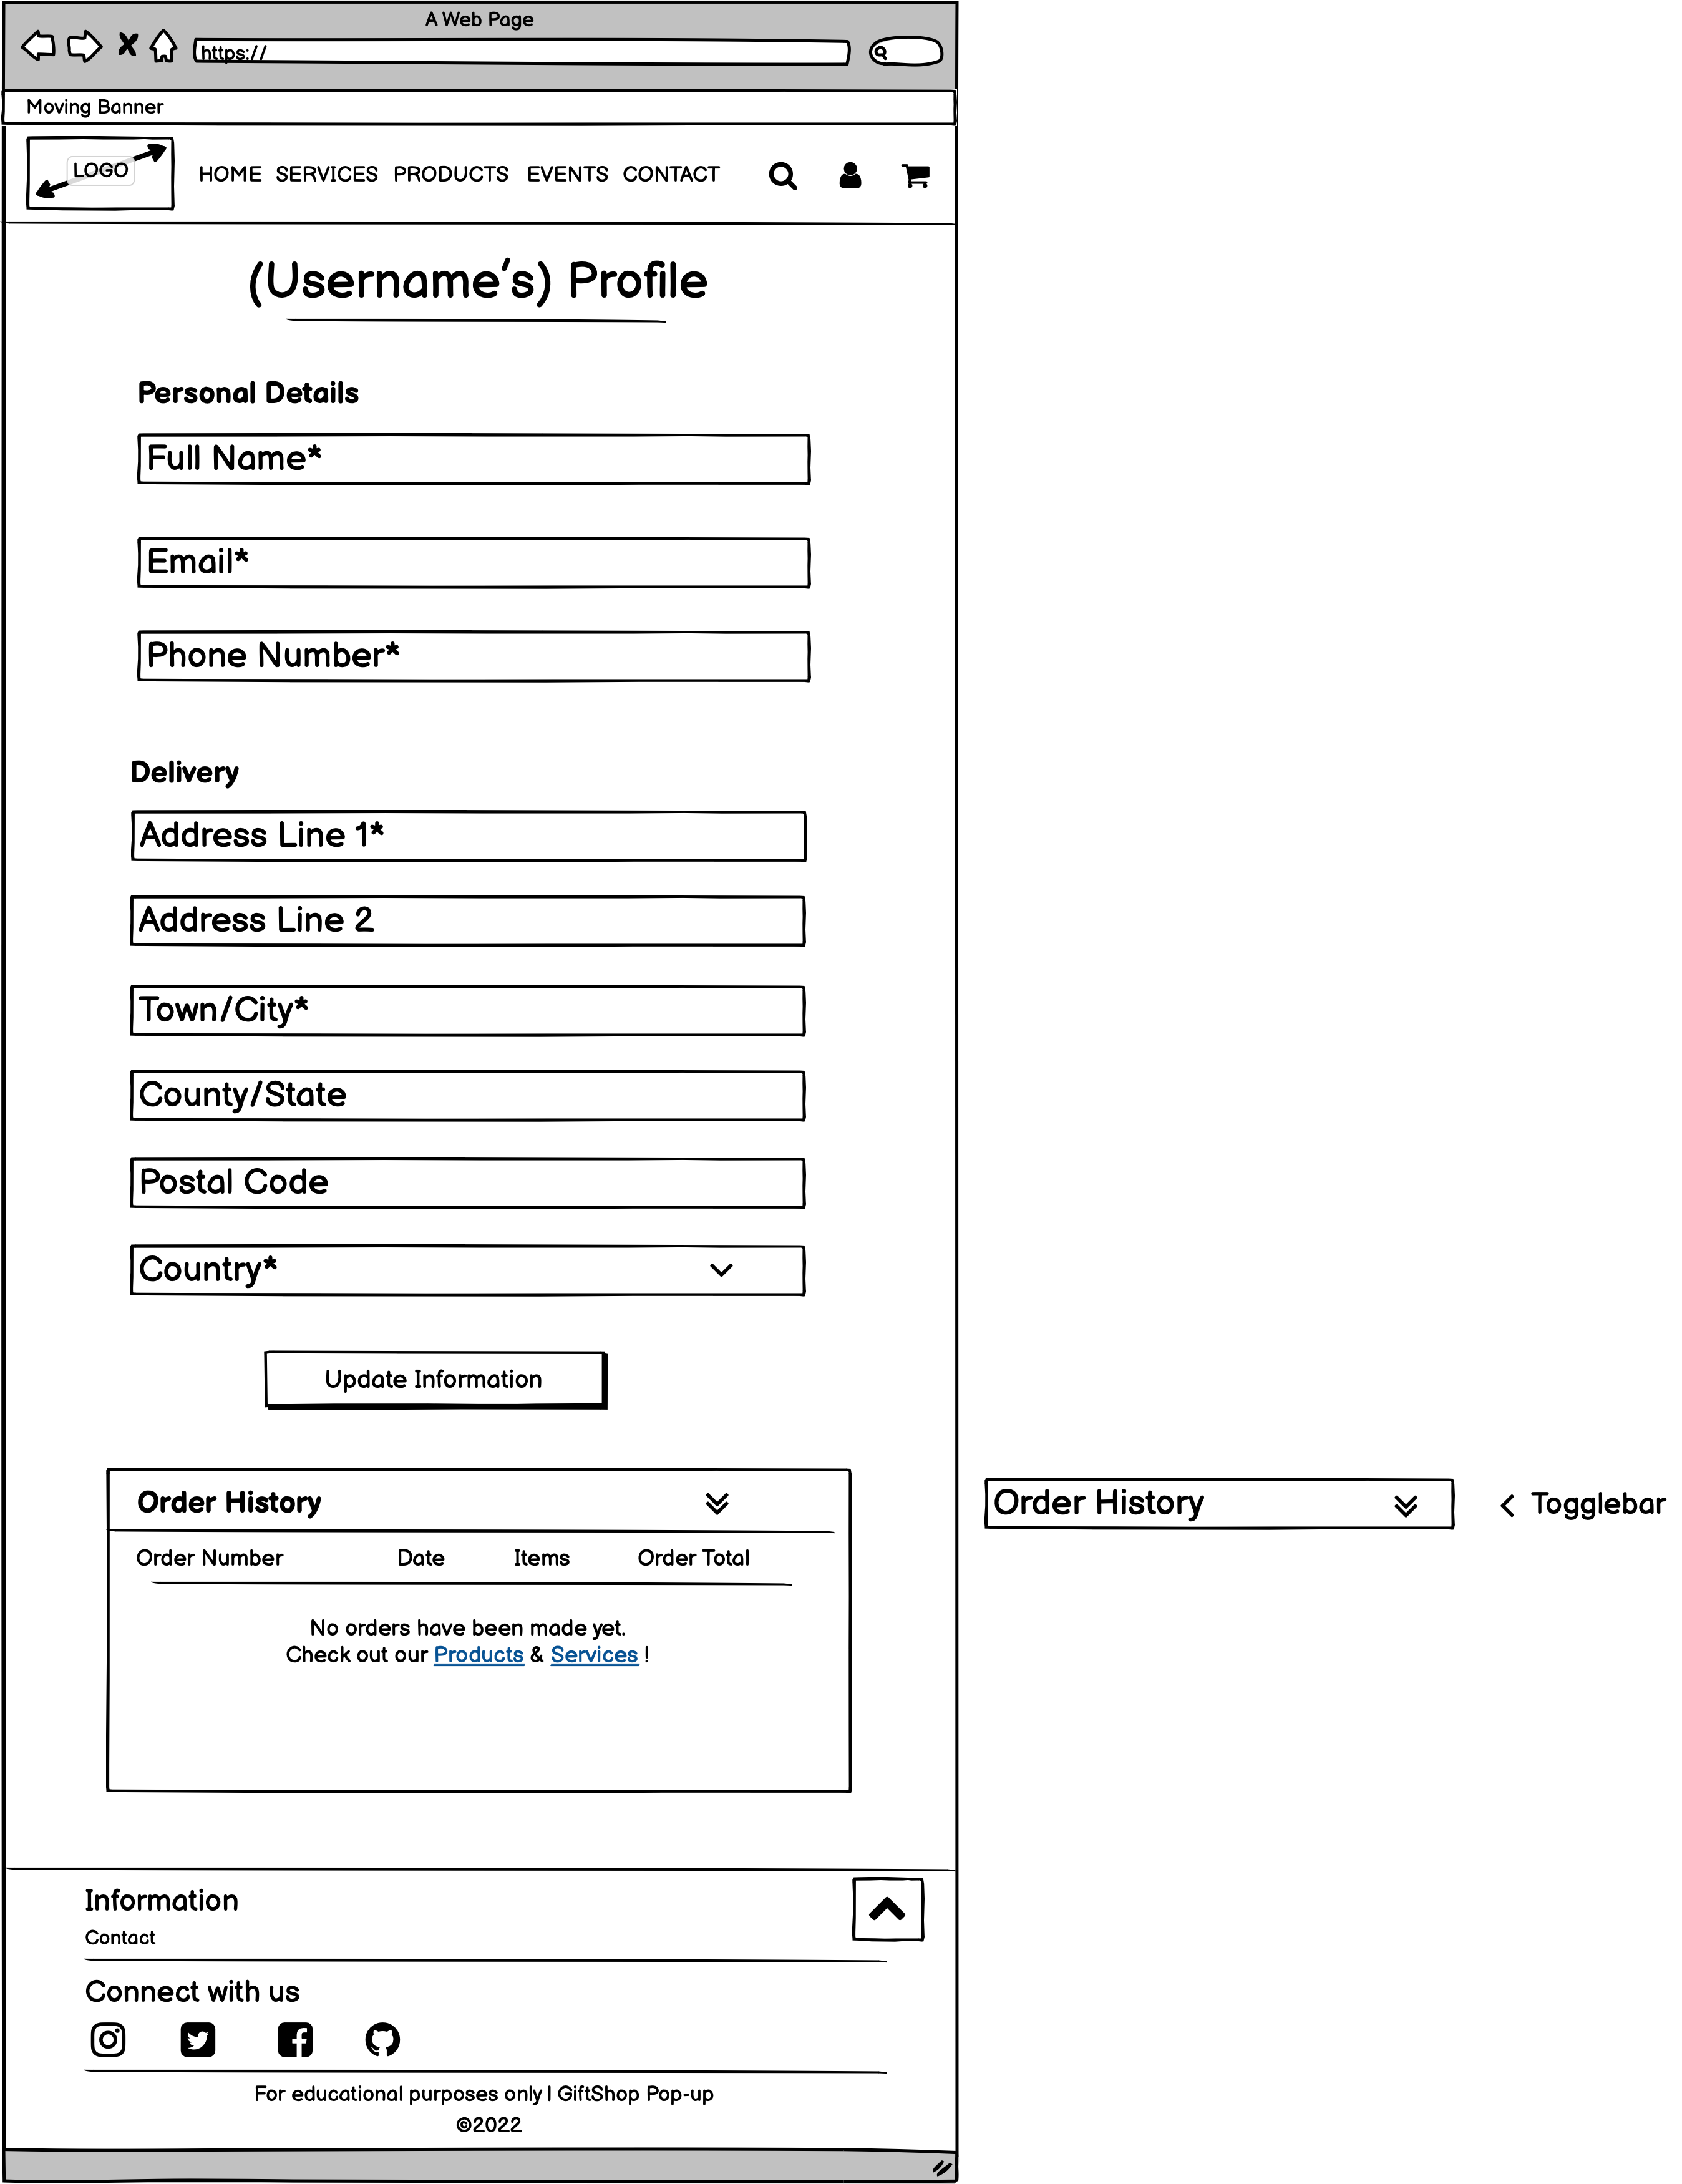 A Web Page
https://
Moving Banner
LOGO
HOME SERVICES PRODUCTS EVENTS CONTACT
(Username's) Profile
Personal Details
Full Name*
Email*
Phone Number*
Delivery
Address Line 1*
Address Line 2
Town/City*
County/State
Postal Code
Country*
Update Information
Order History
Order History
Togglebar
Order Number Date Items Order Total
No orders have been made yet.
Check out our Products & Services !
Information
Contact
Connect with us
For educational purposes only | GiftShop Pop-up
©2022